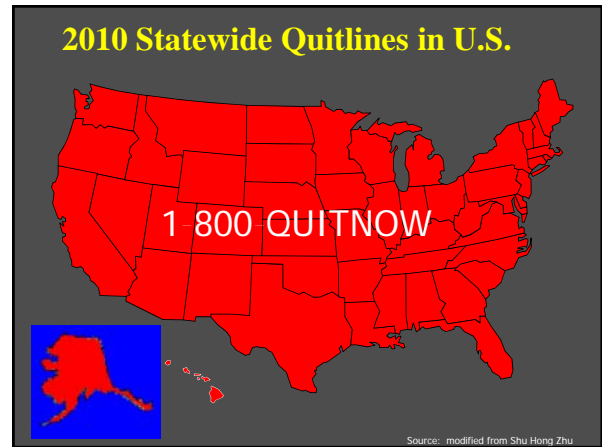 2010 Statewide Quitlines in U.S.
1-800-QUITNOW
Source: modified from Shu Hong Zhu